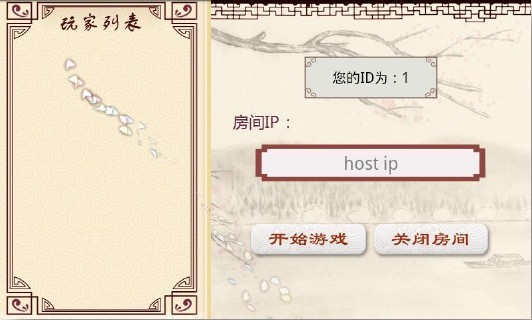 玩家列表
您的ID为：1
房间IP：
host ip
开始游戏
关闭房间